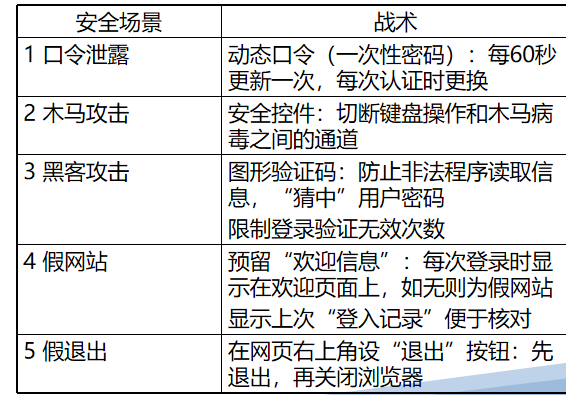 安全场景
战术
1 口令泄露
动态口令（一次性密码）：每60秒
更新一次，每次认证时更换
2 木马攻击
安全控件：切断键盘操作和木马病
毒之间的通道
3 黑客攻击
图形验证码：防止非法程序读取信
息，“猜中”用户密码
限制登录验证无效次数
4 假网站
预留“欢迎信息”：每次登录时显
示在欢迎页面上，如无则为假网站
显示上次“登入记录”便于核对
5 假退出
在网页右上角设“退出”按钮：先
退出，再关闭浏览器